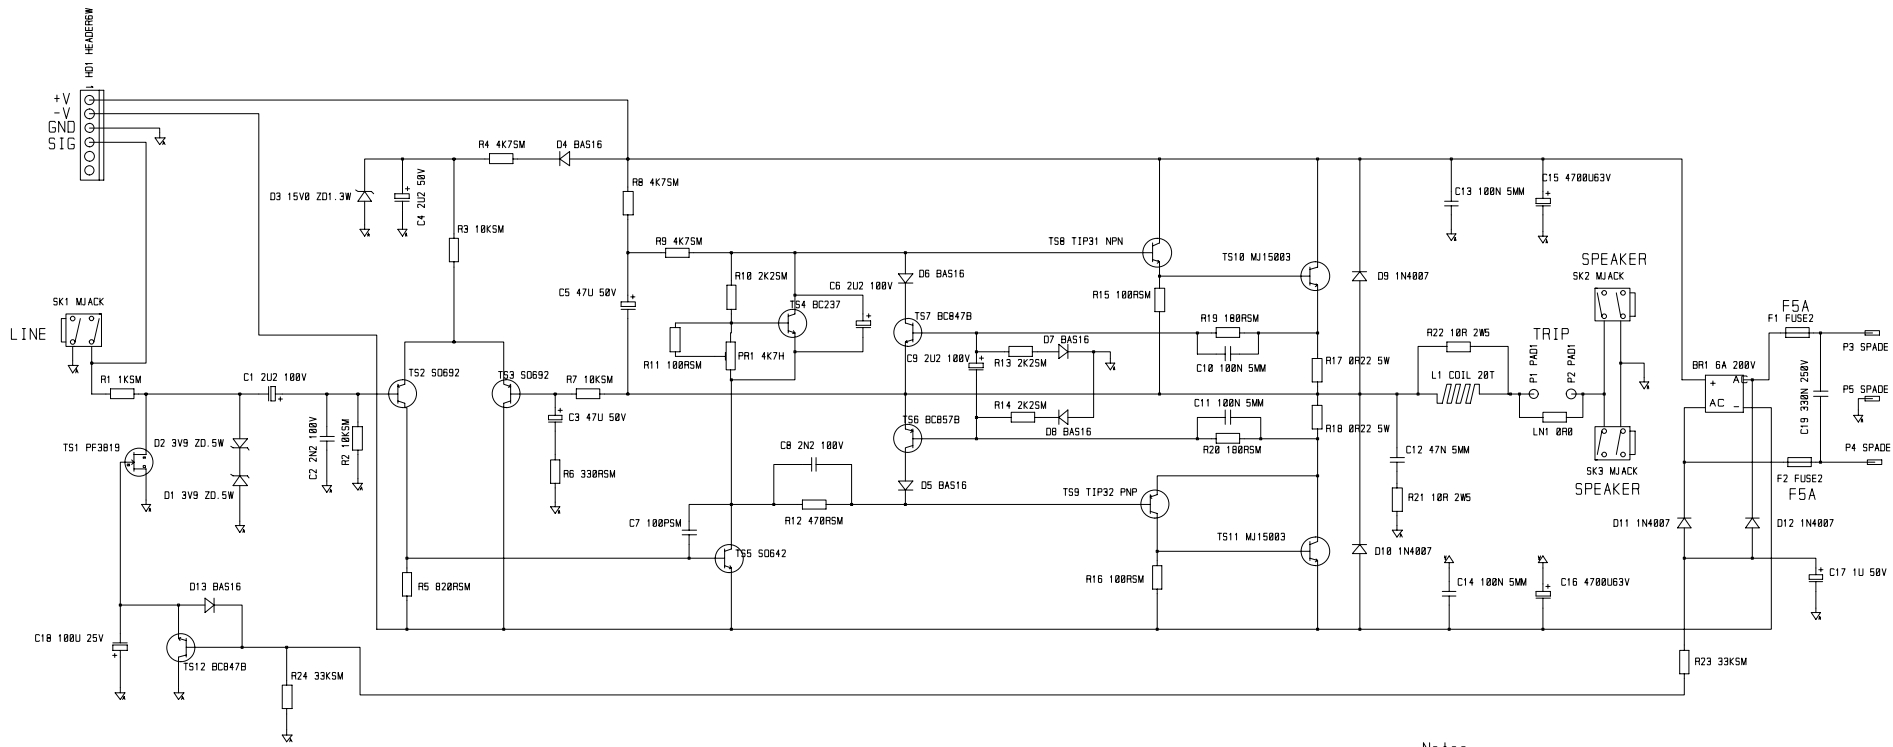 HD1 HEADER6W
1
+V
-V
GND
SIG
R4 4K7SM
D4 BAS16
D3 15V0 ZD1.3W
C4 2U2 50V
R8 4K7SM
C13 100N 5MM
C15 4700U63V
R3 10KSM
R9 4K7SM
TS8 TIP31 NPN
TS10 MJ15003
SPEAKER
SK2 MJACK
R10 2K2SM
D6 BAS16
D9 1N4007
C6 2U2 100V
C5 47U 50V
R15 100RSM
SK1 MJACK
TS4 BC237
TS7 BC847B
R19 180RSM
F5A
F1 FUSE2
LINE
R22 10R 2W5
TRIP
P3 SPADE
D7 BAS16
C9 2U2 100V
R13 2K2SM
PR1 4K7H
R11 100RSM
C10 100N 5MM
R17 0R22 5W
P1 PAD1
P2 PAD1
BR1 6A 200V
+ AC
AC -
C19 330N 250V
R1 1KSM
C1 2U2 100V
TS2 SO692
TS3 SO692
R7 10KSM
L1 COIL 20T
P5 SPADE
C3 47U 50V
R14 2K2SM
C11 100N 5MM
TS6 BC857B
R18 0R22 5W
LN1 0R0
D8 BAS16
TS1 PF3819
D2 3V9 ZD.5W
C2 2N2 100V
R2 10KSM
C8 2N2 100V
R20 180RSM
C12 47N 5MM
P4 SPADE
R6 330RSM
SK3 MJACK
SPEAKER
F2 FUSE2
F5A
D1 3V9 ZD.5W
D5 BAS16
TS9 TIP32 PNP
R21 10R 2W5
R12 470RSM
C7 100PSM
D11 1N4007
D12 1N4007
TS5 SO642
TS11 MJ15003
D10 1N4007
R5 820RSM
R16 100RSM
C14 100N 5MM
C16 4700U63V
C17 1U 50V
D13 BAS16
C18 100U 25V
TS12 BC847B
R24 33KSM
R23 33KSM
Notes